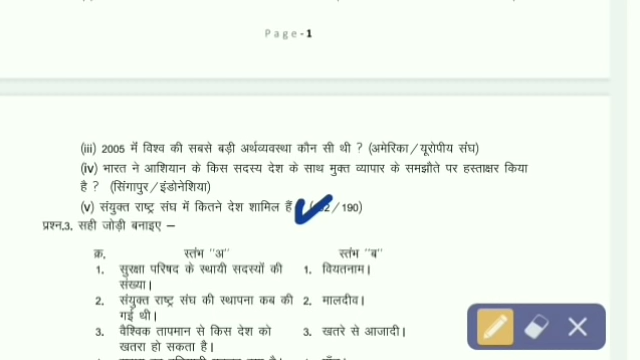 Page-1
(iii) 2005 में विश्व की सबसे बड़ी अर्थव्यवस्था कौन सी थी ? (अमेरिका/यूरोपीय संघ)
(iv) भारत ने आशियान के किस सदस्य देश के साथ मुक्त व्यापार के समझौते पर हस्ताक्षर किया
है ? (सिंगापुर/इंडोनेशिया)
(v) संयुक्त राष्ट्र संघ में कितने देश शामिल हैं /190)
प्रश्न.3. सही जोड़ी बनाइए –
क्र. स्तंभ "अ" स्तंभ "ब"
1. सुरक्षा परिषद के स्थायी सदस्यों की 1. वियतनाम।
संख्या।
2. संयुक्त राष्ट्र संघ की स्थापना कब की 2. मालदीव।
गई थी।
3. वैश्विक तापमान से किस देश को 3. खतरे से आजादी।
खतरा हो सकता है।